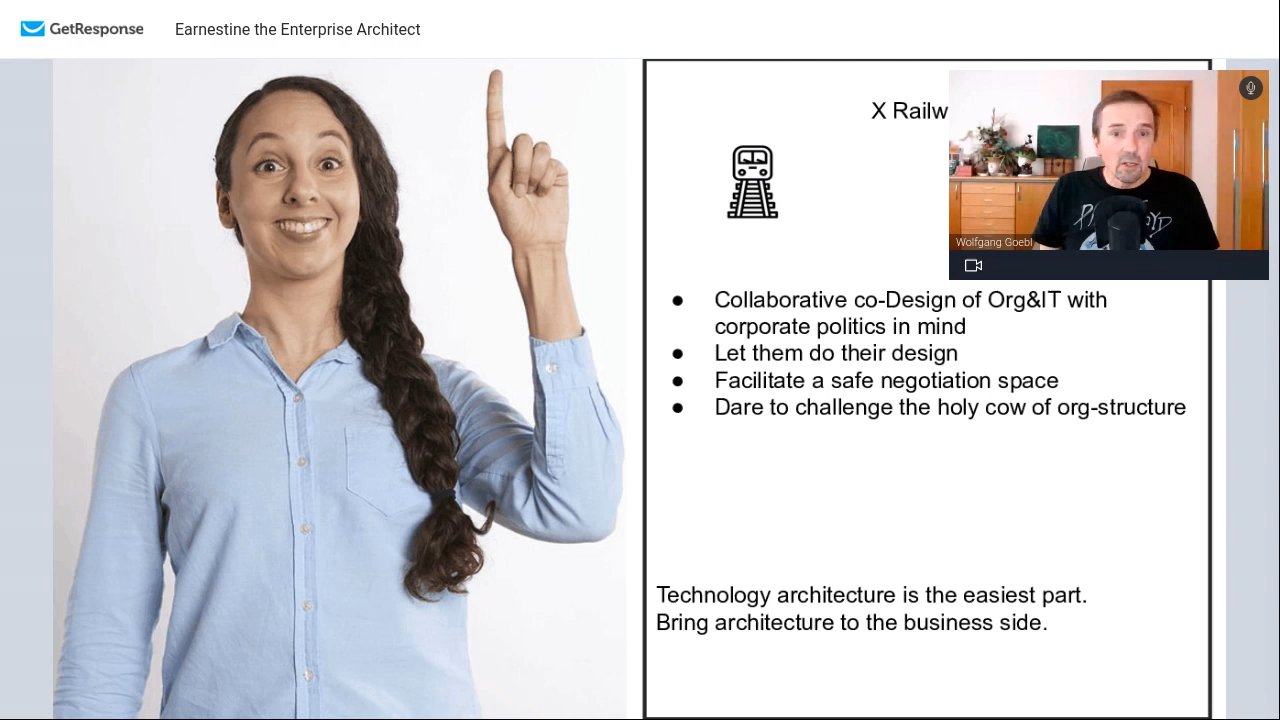 GetResponse
Earnestine the Enterprise Architect
X Railw
Wolfgang Goebl
● Collaborative co-Design of Org&IT with
corporate politics in mind
● Let them do their design
● Facilitate a safe negotiation space
● Dare to challenge the holy cow of org-structure
Technology architecture is the easiest part.
Bring architecture to the business side.